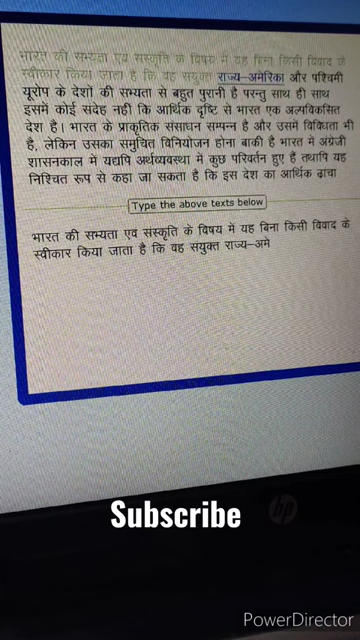 भारत की सभ्यता एवं संस्कृति के विषय में यह बिना किसी विवाद के
स्वीकार किया जाता है कि वह संयुक्त राज्य–अमेरिका और पश्चिमी
यूरोप के देशों की सभ्यता से बहुत पुरानी है परन्तु साथ ही साथ
इसमें कोई संदेह नहीं कि आर्थिक दृष्टि से भारत एक अल्पविकसित
देश है। भारत के प्राकृतिक संसाधन सम्पन्न है और उसमें विविधता भी
है, लेकिन उसका समुचित विनियोजन होना बाकी है भारत में अंग्रेजी
शासनकाल में यद्यपि अर्थव्यवस्था में कुछ परिवर्तन हुए हैं तथापि यह
निश्चित रूप से कहा जा सकता है कि इस देश का आर्थिक ढ़ाचा
Type the above texts below
भारत की सभ्यता एवं संस्कृति के विषय में यह बिना किसी विवाद के
स्वीकार किया जाता है कि वह संयुक्त राज्य–अमे
Subscribe
hp
PowerDirector